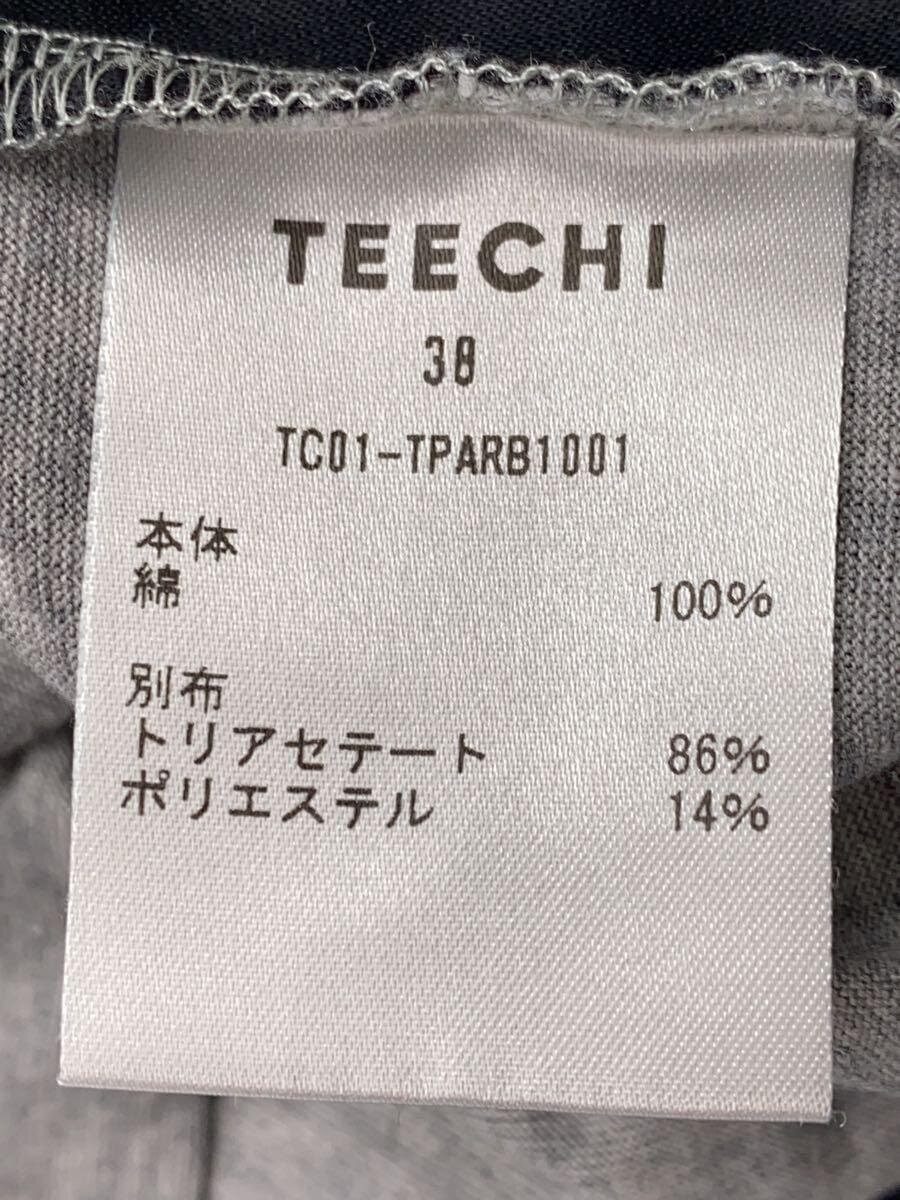 TEECHI
38
TC01-TPARB1001
本体
綿 100%
別布
トリアセテート 86%
ポリエステル 14%